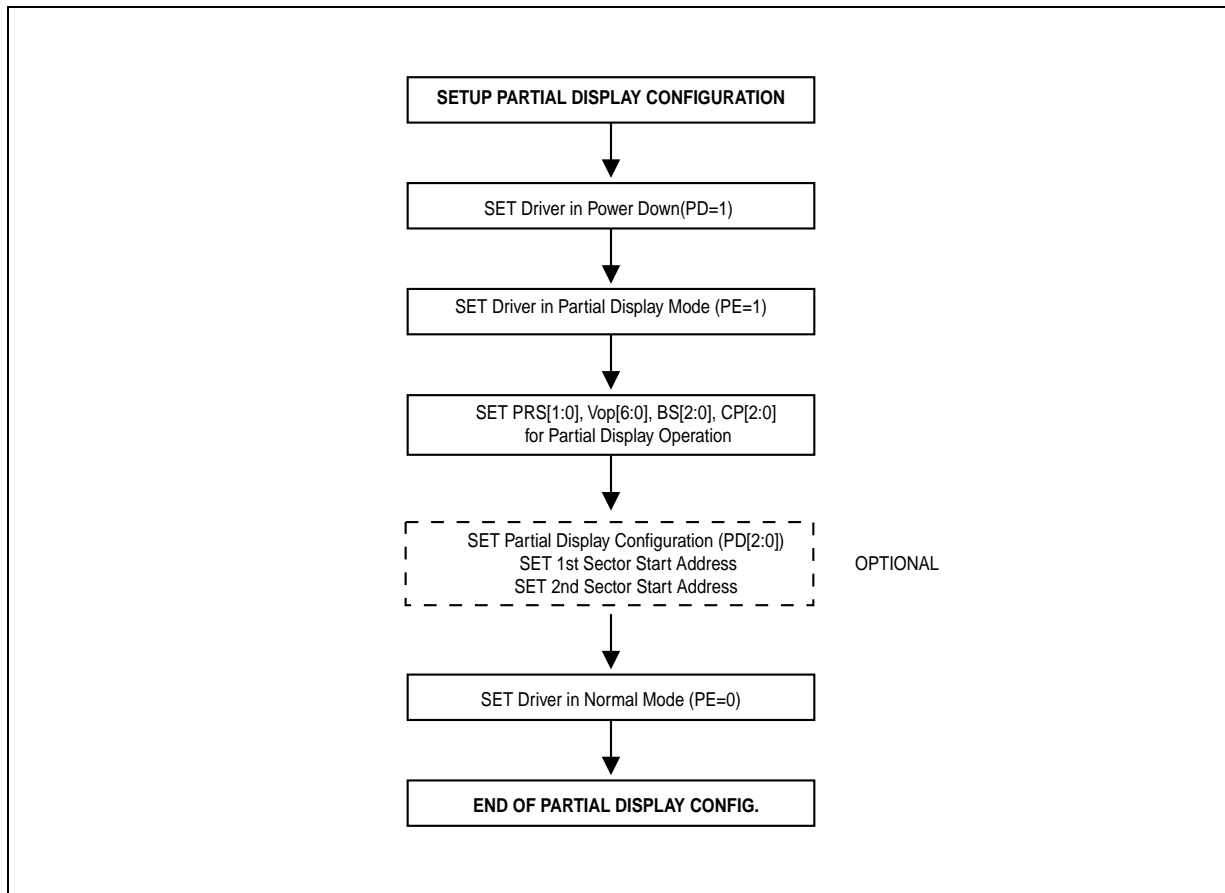 SETUP PARTIAL DISPLAY CONFIGURATION
SET Driver in Power Down(PD=1)
SET Driver in Partial Display Mode (PE=1)
SET PRS[1:0], Vop[6:0], BS[2:0], CP[2:0]
for Partial Display Operation
SET Partial Display Configuration (PD[2:0])
SET 1st Sector Start Address
SET 2nd Sector Start Address
OPTIONAL
SET Driver in Normal Mode (PE=0)
END OF PARTIAL DISPLAY CONFIG.